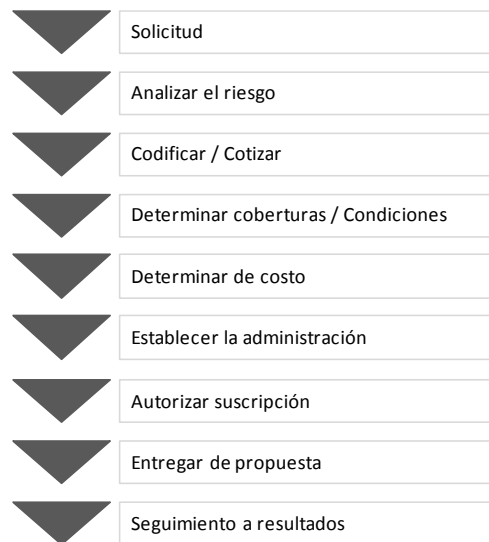 Solicitud
Analizar el riesgo
Codificar / Cotizar
Determinar coberturas / Condiciones
Determinar de costo
Establecer la administración
Autorizar suscripción
Entregar de propuesta
Seguimiento a resultados